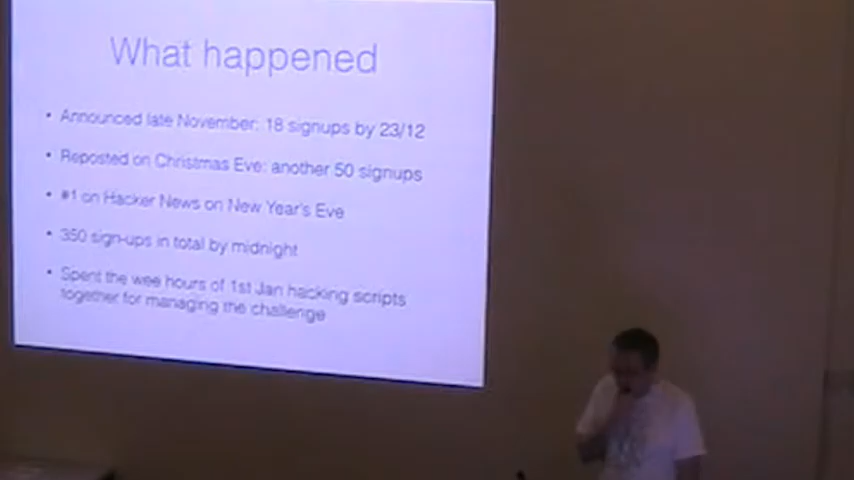 What happened
• Announced late November: 18 signups by 23/12
• Reposted on Christmas Eve: another 50 signups
• #1 on Hacker News on New Year's Eve
• 350 sign-ups in total by midnight
• Spent the wee hours of 1st Jan hacking scripts
together for managing the challenge